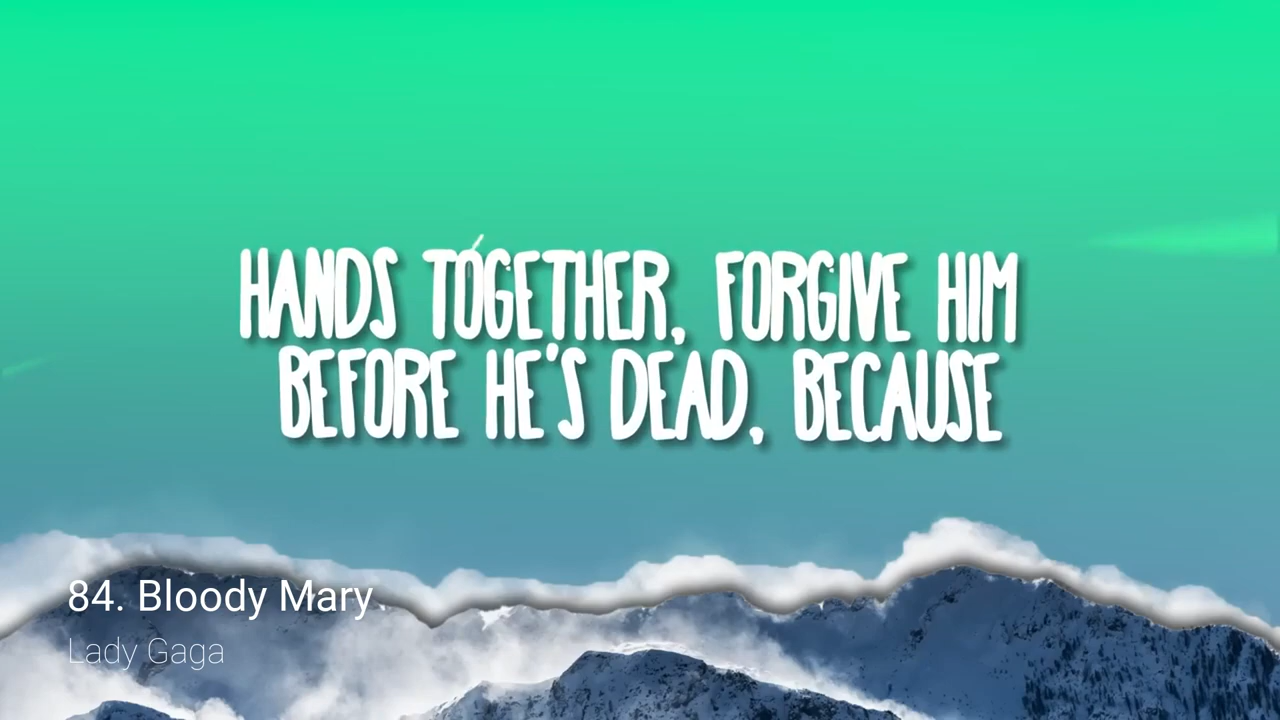 HANDS TOGETHER, FORGIVE HIM
BEFORE HE'S DEAD, BECAUSE
84. Bloody Mary
Lady Gaga